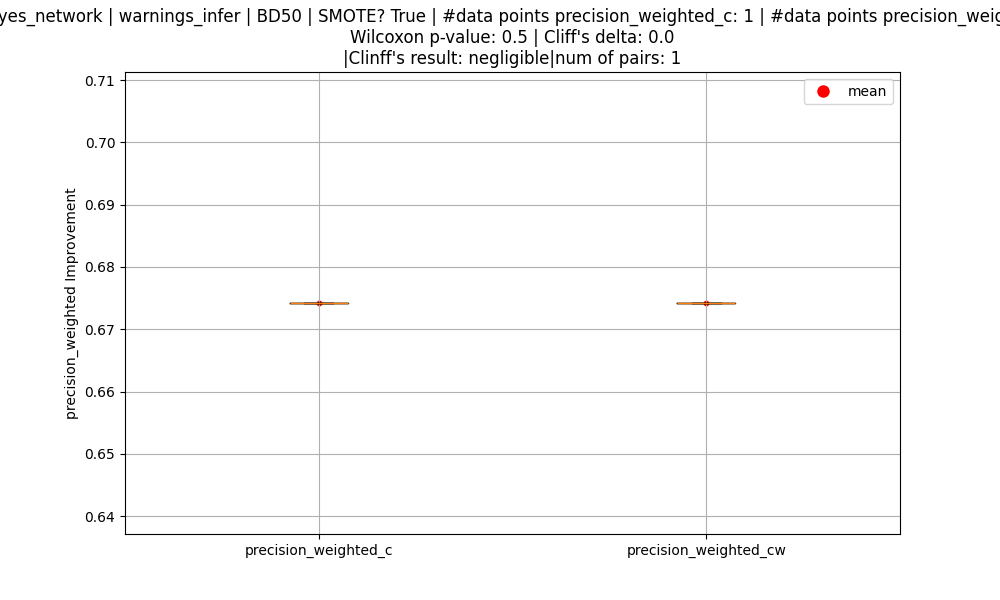 yes_network | warnings_infer | BD50 | SMOTE? True | #data points precision_weighted_c: 1 | #data points
Wilcoxon p-value: 0.5 | Cliff's delta: 0.0
|Clinff's result: negligible|num of pairs: 1
mean
0.71
0.70
0.69
0.68
0.67
0.66
0.65
0.64
precision_weighted Improvement
precision_weighted_c
precision_weighted_cw